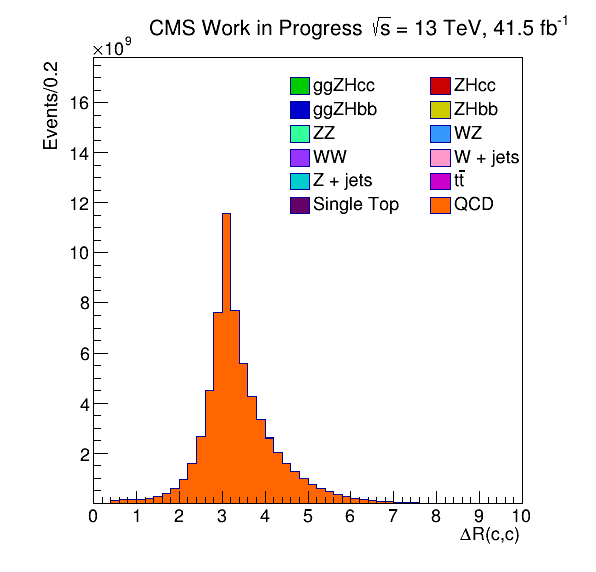 CMS Work in Progress √s = 13 TeV, 41.5 fb⁻¹
×10⁹
Events/0.2
ggZHcc ZHcc
ggZHbb ZHbb
ZZ WZ
WW W + jets
Z + jets tt̄
Single Top QCD
16
14
12
10
8
6
4
2
0 1 2 3 4 5 6 7 8 9 10
ΔR(c,c)